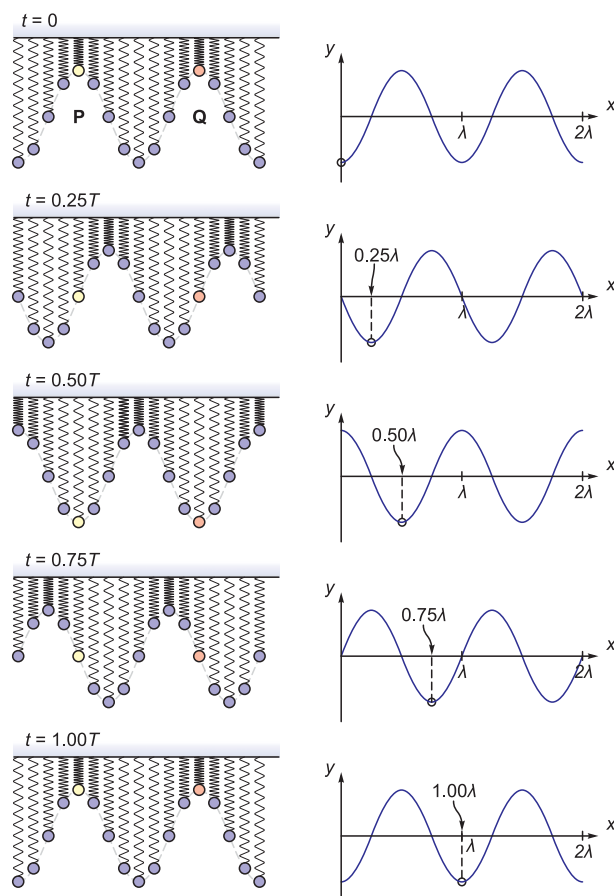 t = 0
P Q
y
x
λ 2λ
t = 0.25T
y
0.25λ
x
λ 2λ
t = 0.50T
y
0.50λ
x
λ 2λ
t = 0.75T
y
0.75λ
x
λ 2λ
t = 1.00T
y
1.00λ
x
λ 2λ